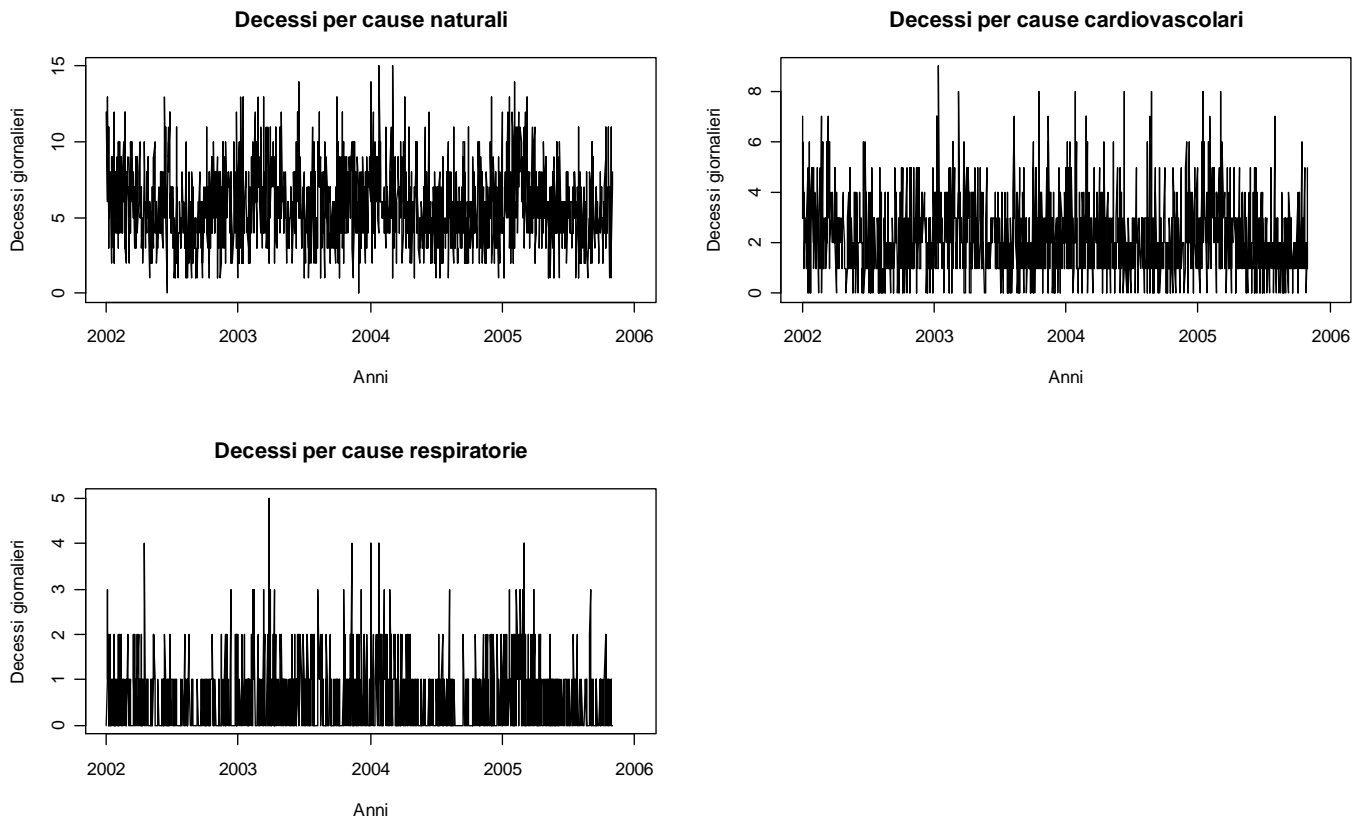 Decessi per cause naturali
Decessi giornalieri
15
10
5
0
2002 2003 2004 2005 2006
Anni
Decessi per cause cardiovascolari
Decessi giornalieri
8
6
4
2
0
2002 2003 2004 2005 2006
Anni
Decessi per cause respiratorie
Decessi giornalieri
5
4
3
2
1
0
2002 2003 2004 2005 2006
Anni